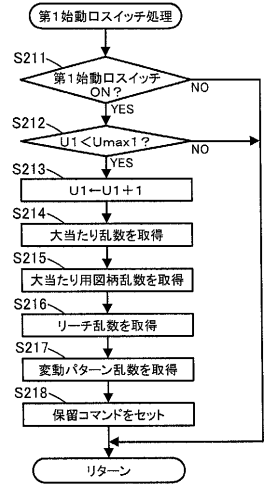 第1始動口スイッチ処理
S211
第1始動口スイッチ
ON?
NO
YES
S212
U1<Umax1?
NO
YES
S213
U1←U1+1
S214
大当たり乱数を取得
S215
大当たり用図柄乱数を取得
S216
リーチ乱数を取得
S217
変動パターン乱数を取得
S218
保留コマンドをセット
リターン